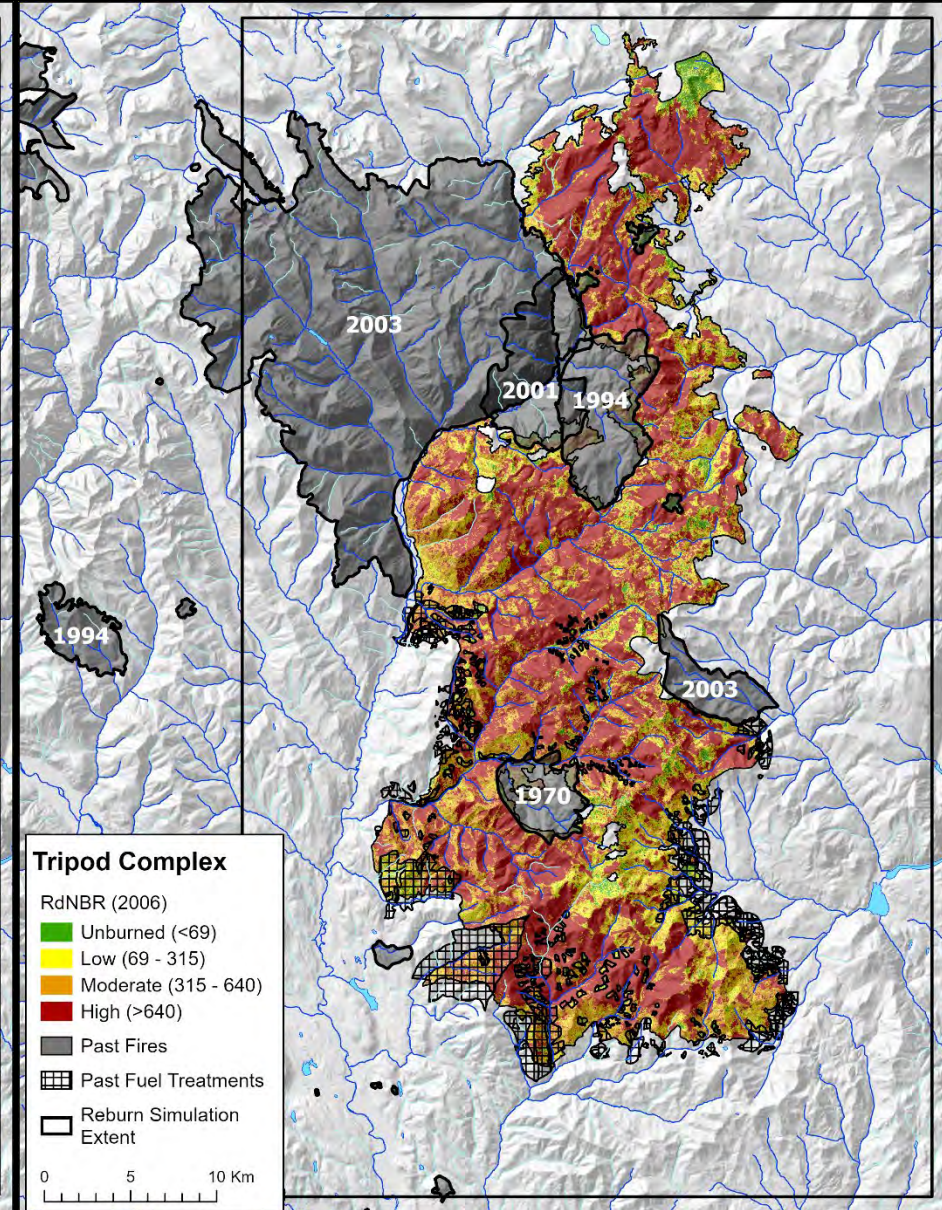 2003
2001
1994
1994
2003
1970
Tripod Complex
RdNBR (2006)
Unburned (<69)
Low (69 - 315)
Moderate (315 - 640)
High (>640)
Past Fires
Past Fuel Treatments
Reburn Simulation
Extent
0 5 10 Km